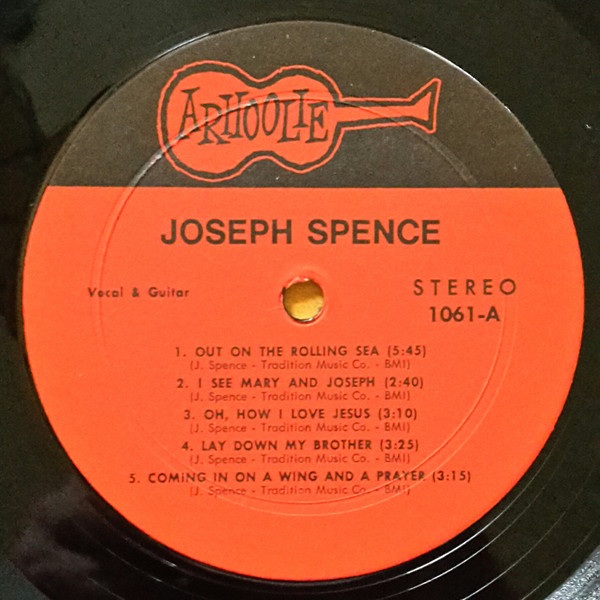 ARHOOLIE
JOSEPH SPENCE
Vocal & Guitar
STEREO
1061-A
1. OUT ON THE ROLLING SEA (5:45)
(J. Spence - Tradition Music Co. - BMI)
2. I SEE MARY AND JOSEPH (2:40)
(J. Spence - Tradition Music Co. - BMI)
3. OH, HOW I LOVE JESUS (3:10)
(J. Spence - Tradition Music Co. - BMI)
4. LAY DOWN MY BROTHER (3:25)
(J. Spence - Tradition Music Co. - BMI)
5. COMING IN ON A WING AND A PRAYER (3:15)
(J. Spence - Tradition Music Co. - BMI)